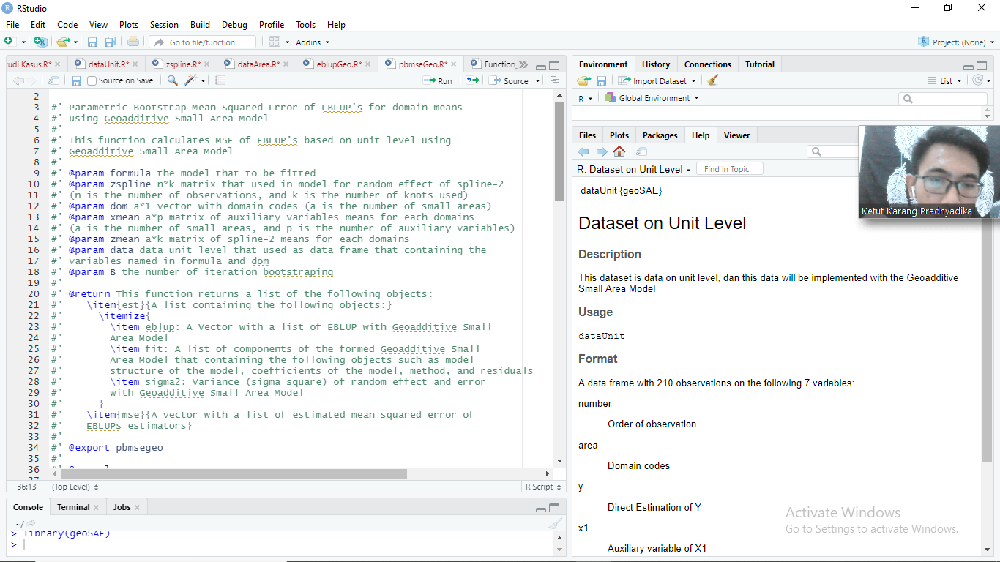 RStudio
File Edit Code View Plots Session Build Debug Profile Tools Help
Go to file/function Addins Project: (None)
tudi Kasus.R* dataUnit.R* zspline.R* dataArea.R* eblupGeo.R* pbmseGeo.R* Function_
Source on Save Run Source
2
3 #' Parametric Bootstrap Mean Squared Error of EBLUP's for domain means
4 #' using Geoadditive Small Area Model
5 #'
6 #' This function calculates MSE of EBLUP's based on unit level using
7 #' Geoadditive Small Area Model
8 #'
9 #' @param formula the model that to be fitted
10 #' @param zspline n*k matrix that used in model for random effect of spline-2
11 #' (n is the number of observations, and k is the number of knots used)
12 #' @param dom a*1 vector with domain codes (a is the number of small areas)
13 #' @param xmean a*p matrix of auxiliary variables means for each domains
14 #' (a is the number of small areas, and p is the number of auxiliary variables)
15 #' @param zmean a*k matrix of spline-2 means for each domains
16 #' @param data data unit level that used as data frame that containing the
17 #' variables named in formula and dom
18 #' @param B the number of iteration bootstraping
19 #'
20 #' @return This function returns a list of the following objects:
21 #' \item{est}{A list containing the following objects:}
22 #' \itemize{
23 #' \item eblup: A Vector with a list of EBLUP with Geoadditive Small
24 #' Area Model
25 #' \item fit: A list of components of the formed Geoadditive Small
26 #' Area Model that containing the following objects such as model
27 #' structure of the model, coefficients of the model, method, and residuals
28 #' \item sigma2: Variance (sigma square) of random effect and error
29 #' with Geoadditive Small Area Model
30 #' }
31 #' \item{mse}{A vector with a list of estimated mean squared error of
32 #' EBLUPs estimators}
33 #'
34 #' @export pbmsegeo
35 #'
36
37
36:13 (Top Level) R Script
Console Terminal Jobs
~/
> library(geoSAE)
>
Environment History Connections Tutorial
Import Dataset List
R Global Environment
Files Plots Packages Help Viewer
R: Dataset on Unit Level Find in Topic
Ketut Karang Pradnyadika
dataUnit {geoSAE}
Dataset on Unit Level
Description
This dataset is data on unit level, dan this data will be implemented with the Geoadditive
Small Area Model
Usage
dataUnit
Format
A data frame with 210 observations on the following 7 variables:
number
Order of observation
area
Domain codes
y
Direct Estimation of Y
x1
Auxiliary variable of X1
Activate Windows
Go to Settings to activate Windows.